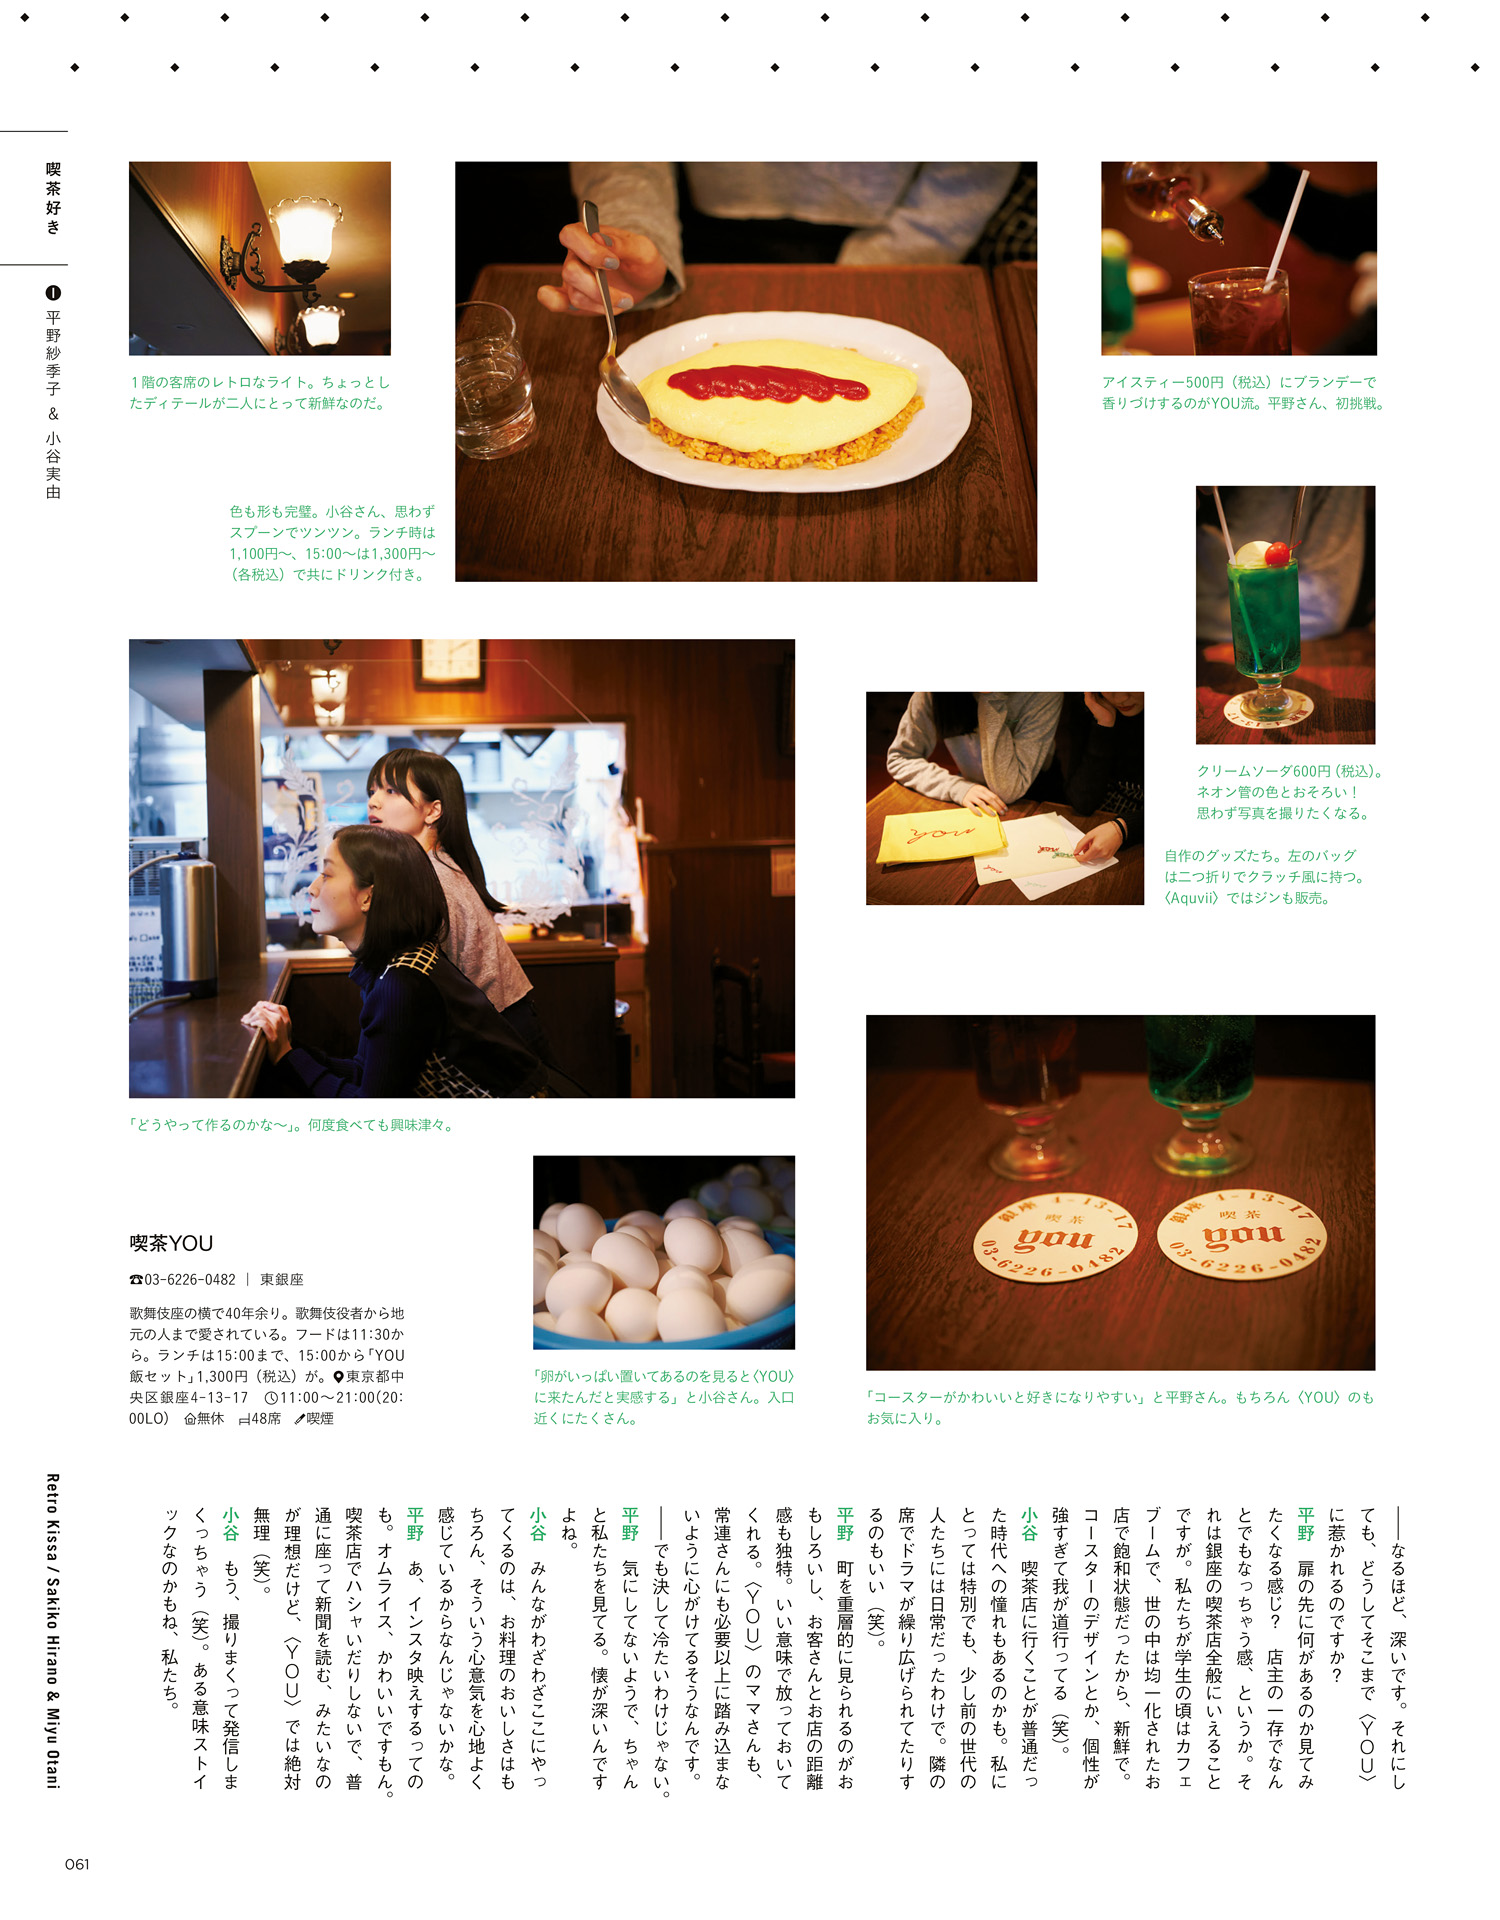 喫茶好き
❶平野紗季子 & 小谷実由
1階の客席のレトロなライト。ちょっとし
たディテールが二人にとって新鮮なのだ。
色も形も完璧。小谷さん、思わず
スプーンでツンツン。ランチ時は
1,100円〜、15:00〜は1,300円〜
（各税込）で共にドリンク付き。
アイスティー500円（税込）にブランデーで
香りづけするのがYOU流。平野さん、初挑戦。
クリームソーダ600円（税込）。
ネオン管の色とおそろい！
思わず写真を撮りたくなる。
you
自作のグッズたち。左のバッグ
は二つ折りでクラッチ風に持つ。
〈Aquvii〉ではジンも販売。
「どうやって作るのかな〜」。何度食べても興味津々。
銀座 4-13-17
喫茶
you
03-6226-0482
銀座 4-13-17
喫茶
you
03-6226-0482
「コースターがかわいいと好きになりやすい」と平野さん。もちろん〈YOU〉のも
お気に入り。
「卵がいっぱい置いてあるのを見ると〈YOU〉
に来たんだと実感する」と小谷さん。入口
近くにたくさん。
喫茶YOU
☎03-6226-0482｜東銀座
歌舞伎座の横で40年余り。歌舞伎役者から地
元の人まで愛されている。フードは11:30か
ら。ランチは15:00まで、15:00から「YOU
飯セット」1,300円（税込）が。東京都中
央区銀座4-13-17 11:00〜21:00(20:
00LO) 無休 48席 喫煙
――なるほど、深いです。それにし
ても、どうしてそこまで〈YOU〉
に惹かれるのですか？
平野　扉の先に何があるのか見てみ
たくなる感じ？　店主の一存でなん
とでもなっちゃう感、というか。そ
れは銀座の喫茶店全般にいえること
ですが。私たちが学生の頃はカフェ
ブームで、世の中は均一化されたお
店で飽和状態だったから、新鮮で。
コースターのデザインとか、個性が
強すぎて我が道行ってる（笑）。
小谷　喫茶店に行くことが普通だっ
た時代への憧れもあるのかも。私に
とっては特別でも、少し前の世代の
人たちには日常だったわけで。隣の
席でドラマが繰り広げられてたりす
るのもいい（笑）。
平野　町を重層的に見られるのがお
もしろいし、お客さんとお店の距離
感も独特。いい意味で放っておいて
くれる。〈YOU〉のママさんも、
常連さんにも必要以上に踏み込まな
いように心がけてるそうなんです。
――でも決して冷たいわけじゃない。
平野　気にしてないようで、ちゃん
と私たちを見てる。懐が深いんです
よね。
小谷　みんながわざわざここにやっ
てくるのは、お料理のおいしさはも
ちろん、そういう心意気を心地よく
感じているからなんじゃないかな。
平野　あ、インスタ映えするっての
も。オムライス、かわいいですもん。
喫茶店でハシャいだりしないで、普
通に座って新聞を読む、みたいなの
が理想だけど、〈YOU〉では絶対
無理（笑）。
小谷　もう、撮りまくって発信しま
くっちゃう（笑）。ある意味ストイ
ックなのかもね、私たち。
Retro Kissa / Sakiko Hirano & Miyu Otani
061